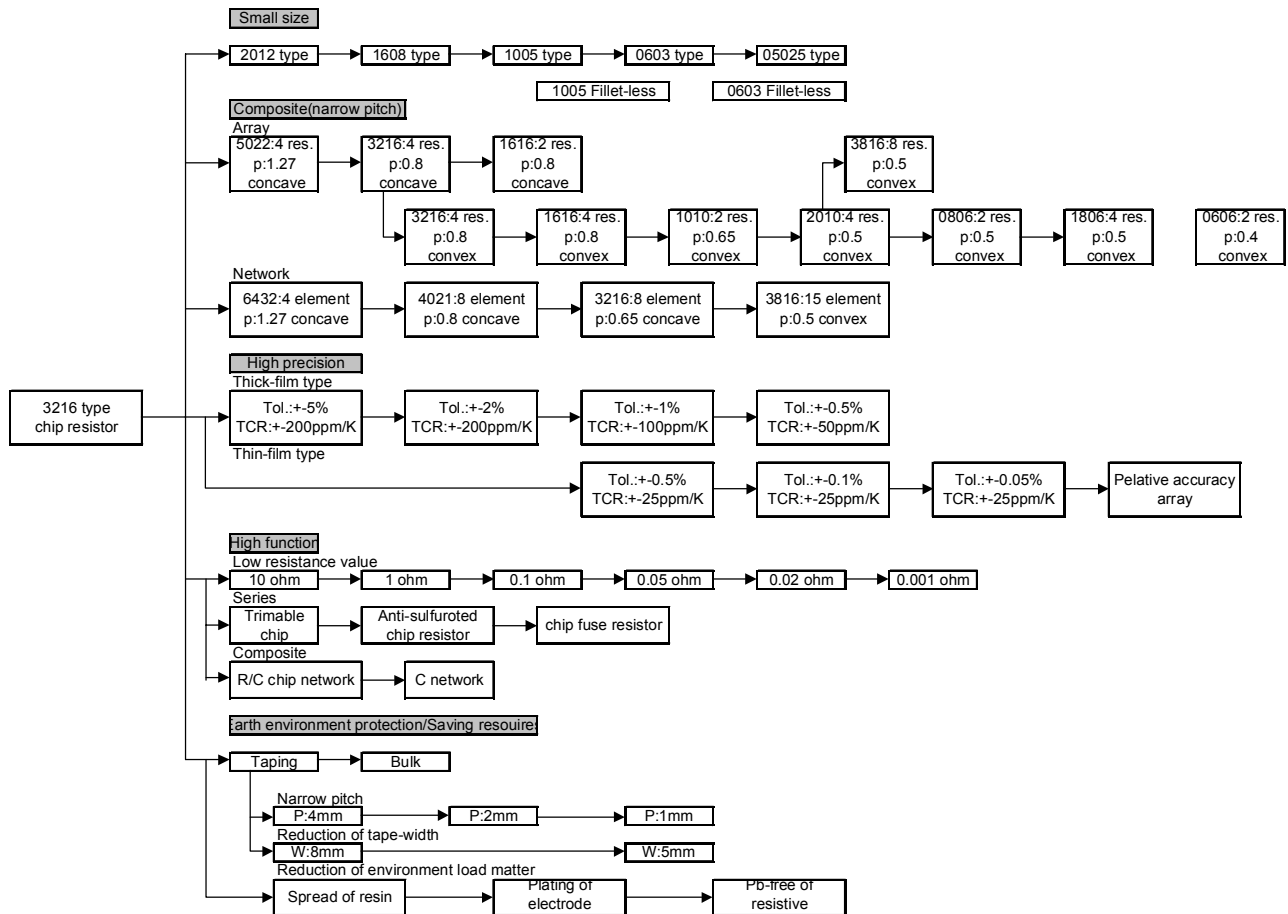 Small size
2012 type
1608 type
1005 type
0603 type
05025 type
1005 Fillet-less
0603 Fillet-less
Composite(narrow pitch)
Array
5022:4 res.
p:1.27
concave
3216:4 res.
p:0.8
concave
1616:2 res.
p:0.8
concave
3816:8 res.
p:0.5
convex
3216:4 res.
p:0.8
convex
1616:4 res.
p:0.8
convex
1010:2 res.
p:0.65
convex
2010:4 res.
p:0.5
convex
0806:2 res.
p:0.5
convex
1806:4 res.
p:0.5
convex
0606:2 res.
p:0.4
convex
Network
6432:4 element
p:1.27 concave
4021:8 element
p:0.8 concave
3216:8 element
p:0.65 concave
3816:15 element
p:0.5 convex
High precision
Thick-film type
3216 type
chip resistor
Tol.:+-5%
TCR:+-200ppm/K
Tol.:+-2%
TCR:+-200ppm/K
Tol.:+-1%
TCR:+-100ppm/K
Tol.:+-0.5%
TCR:+-50ppm/K
Thin-film type
Tol.:+-0.5%
TCR:+-25ppm/K
Tol.:+-0.1%
TCR:+-25ppm/K
Tol.:+-0.05%
TCR:+-25ppm/K
Pelative accuracy
array
High function
Low resistance value
10 ohm
1 ohm
0.1 ohm
0.05 ohm
0.02 ohm
0.001 ohm
Series
Trimable
chip
Anti-sulfuroted
chip resistor
chip fuse resistor
Composite
R/C chip network
C network
Earth environment protection/Saving resouires
Taping
Bulk
Narrow pitch
P:4mm
P:2mm
P:1mm
Reduction of tape-width
W:8mm
W:5mm
Reduction of environment load matter
Spread of resin
Plating of
electrode
Pb-free of
resistive